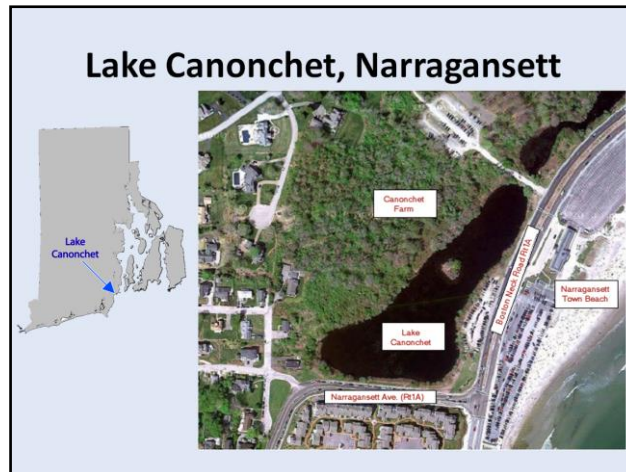 Lake Canonchet, Narragansett
Lake
Canonchet
Canonchet
Farm
Boston Neck Road Rt1A
Narragansett
Town Beach
Lake
Canonchet
Narragansett Ave. (Rt1A)